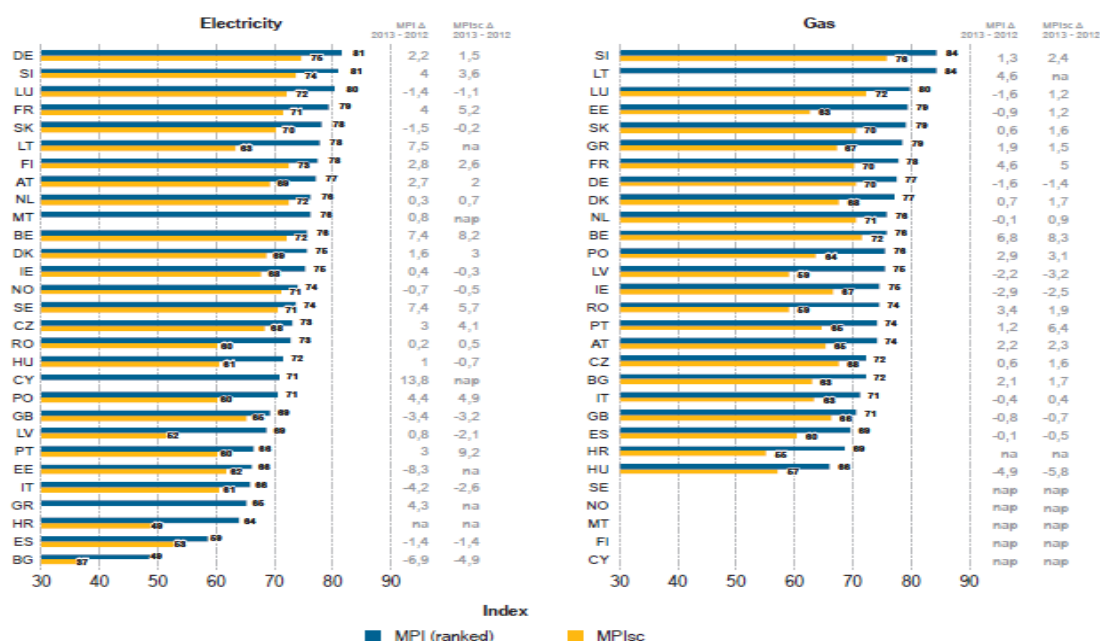 Electricity MPI Δ MPIsc Δ
2013 - 2012 2013 - 2012
DE 81 75 2,2 1,5
SI 81 74 4 3,6
LU 80 72 -1,4 -1,1
FR 79 71 4 5,2
SK 78 70 -1,5 -0,2
LT 78 63 7,5 na
FI 78 73 2,8 2,6
AT 77 69 2,7 2
NL 76 72 0,3 0,7
MT 76 0,8 nap
BE 76 72 7,4 8,2
DK 75 69 1,6 3
IE 75 68 0,4 -0,3
NO 74 71 -0,7 -0,5
SE 74 71 7,4 5,7
CZ 73 68 3 4,1
RO 73 60 0,2 0,5
HU 72 61 1 -0,7
CY 71 13,8 nap
PO 71 60 4,4 4,9
GB 69 65 -3,4 -3,2
LV 69 52 0,8 -2,1
PT 66 60 3 9,2
EE 66 62 -8,3 na
IT 66 61 -4,2 -2,6
GR 65 4,3 na
HR 64 49 na na
ES 59 53 -1,4 -1,4
BG 49 37 -6,9 -4,9
30 40 50 60 70 80 90
Gas MPI Δ MPIsc Δ
2013 - 2012 2013 - 2012
SI 84 76 1,3 2,4
LT 84 4,6 na
LU 80 72 -1,6 1,2
EE 79 63 -0,9 1,2
SK 79 70 0,6 1,6
GR 79 67 1,9 1,5
FR 78 70 4,6 5
DE 77 70 -1,6 -1,4
DK 77 68 0,7 1,7
NL 76 71 -0,1 0,9
BE 76 72 6,8 8,3
PO 76 64 2,9 3,1
LV 75 59 -2,2 -3,2
IE 75 67 -2,9 -2,5
RO 74 59 3,4 1,9
PT 74 65 1,2 6,4
AT 74 65 2,2 2,3
CZ 72 68 0,6 1,6
BG 72 63 2,1 1,7
IT 71 63 -0,4 0,4
GB 71 66 -0,8 -0,7
ES 69 60 -0,1 -0,5
HR 69 55 na na
HU 66 57 -4,9 -5,8
SE nap nap
NO nap nap
MT nap nap
FI nap nap
CY nap nap
30 40 50 60 70 80 90
Index
MPI (ranked) MPIsc